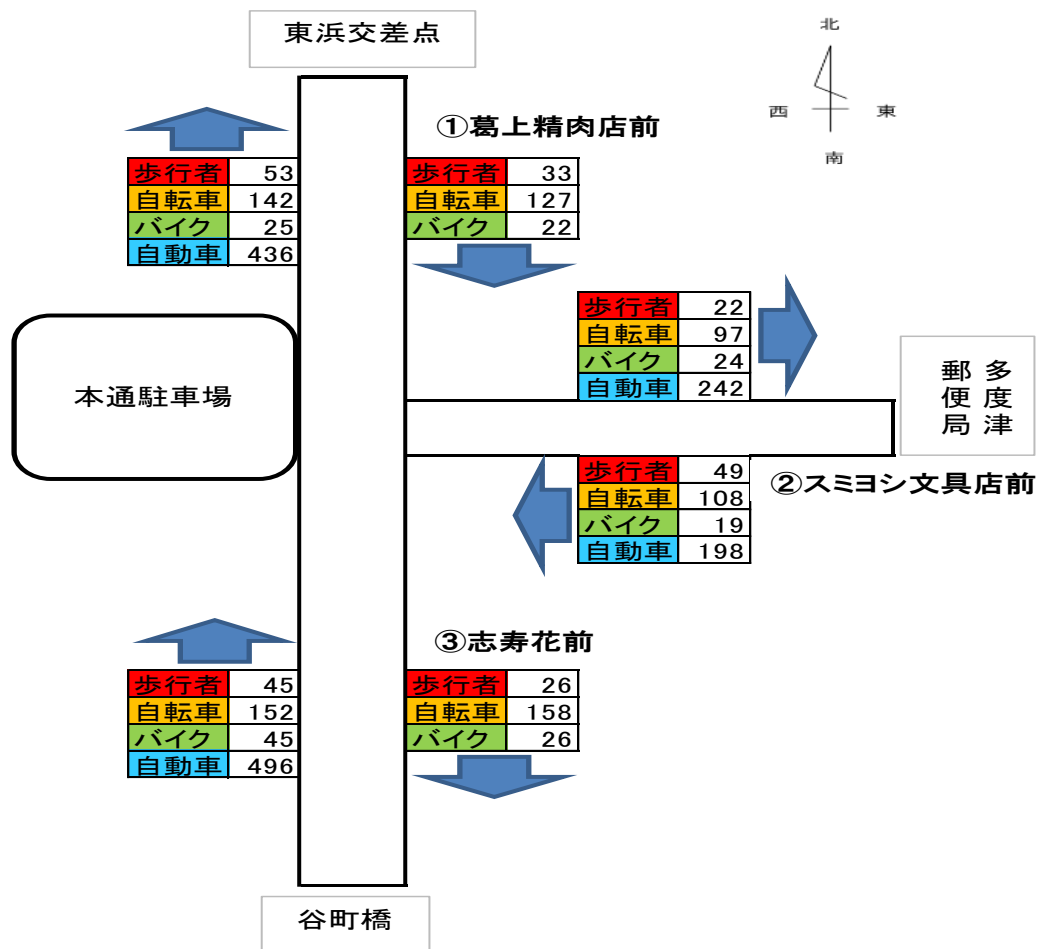 東浜交差点
北
西 東
南
①葛上精肉店前
歩行者 53
自転車 142
バイク 25
自動車 436
歩行者 33
自転車 127
バイク 22
歩行者 22
自転車 97
バイク 24
自動車 242
本通駐車場
多度津
郵便局
歩行者 49
自転車 108
バイク 19
自動車 198
②スミヨシ文具店前
③志寿花前
歩行者 45
自転車 152
バイク 45
自動車 496
歩行者 26
自転車 158
バイク 26
谷町橋